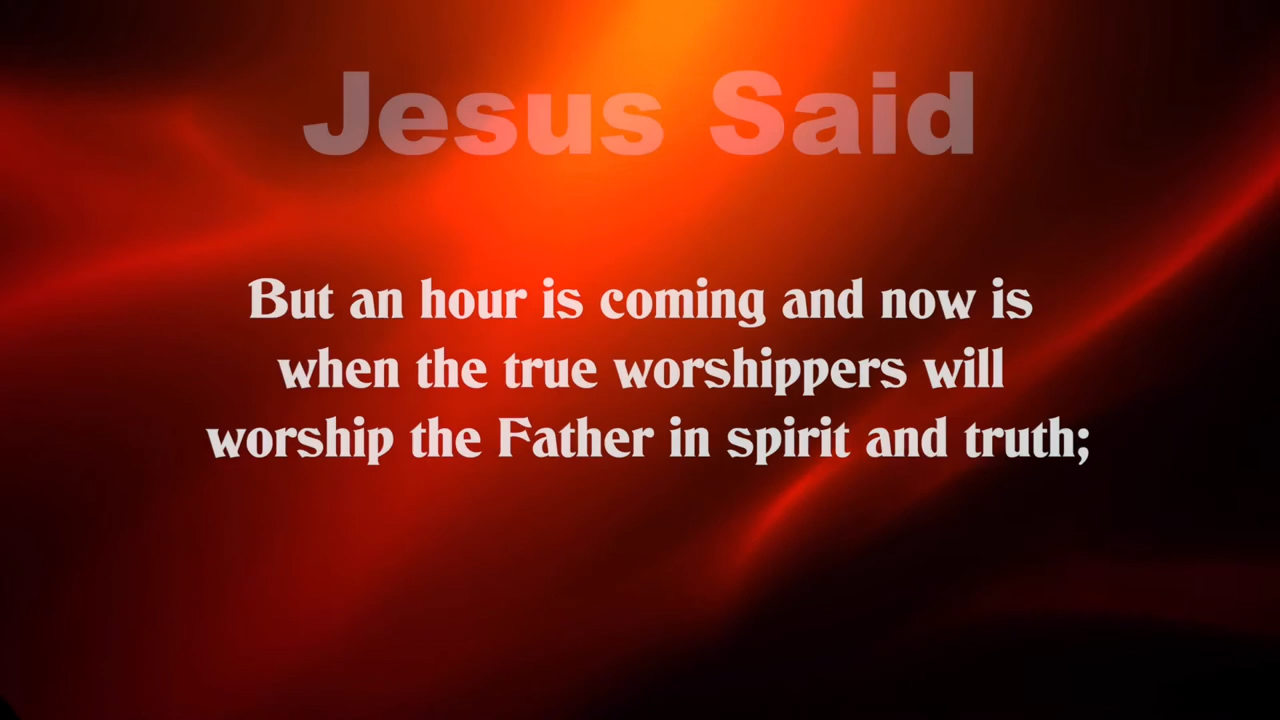 Jesus Said
But an hour is coming and now is
when the true worshippers will
worship the Father in spirit and truth;